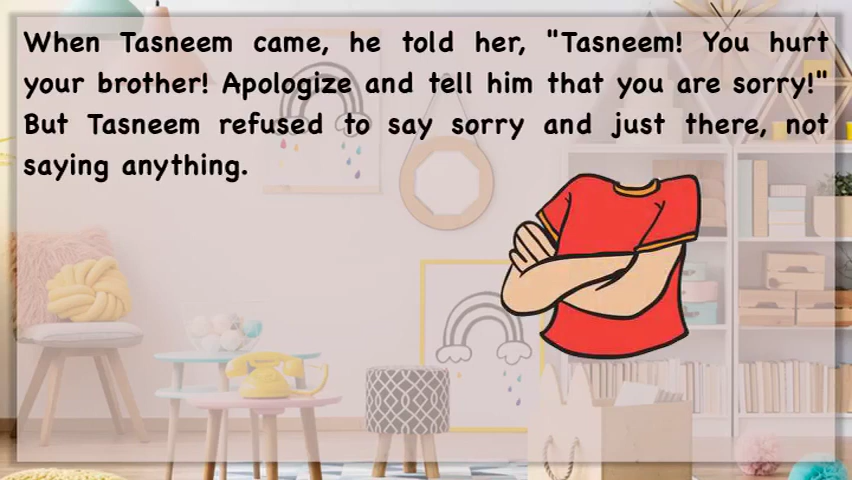 When Tasneem came, he told her, "Tasneem! You hurt
your brother! Apologize and tell him that you are sorry!"
But Tasneem refused to say sorry and just there, not
saying anything.